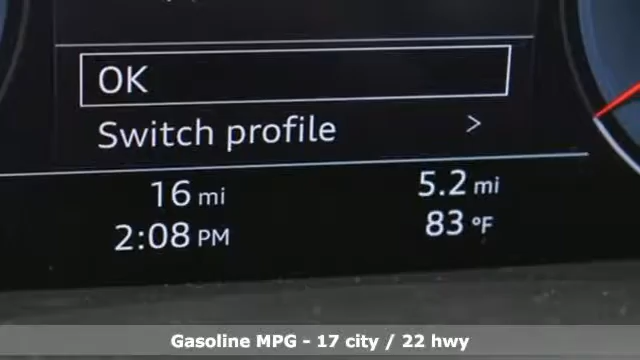 OK
Switch profile >
16 mi 5.2 mi
2:08 PM 83 °F
Gasoline MPG - 17 city / 22 hwy